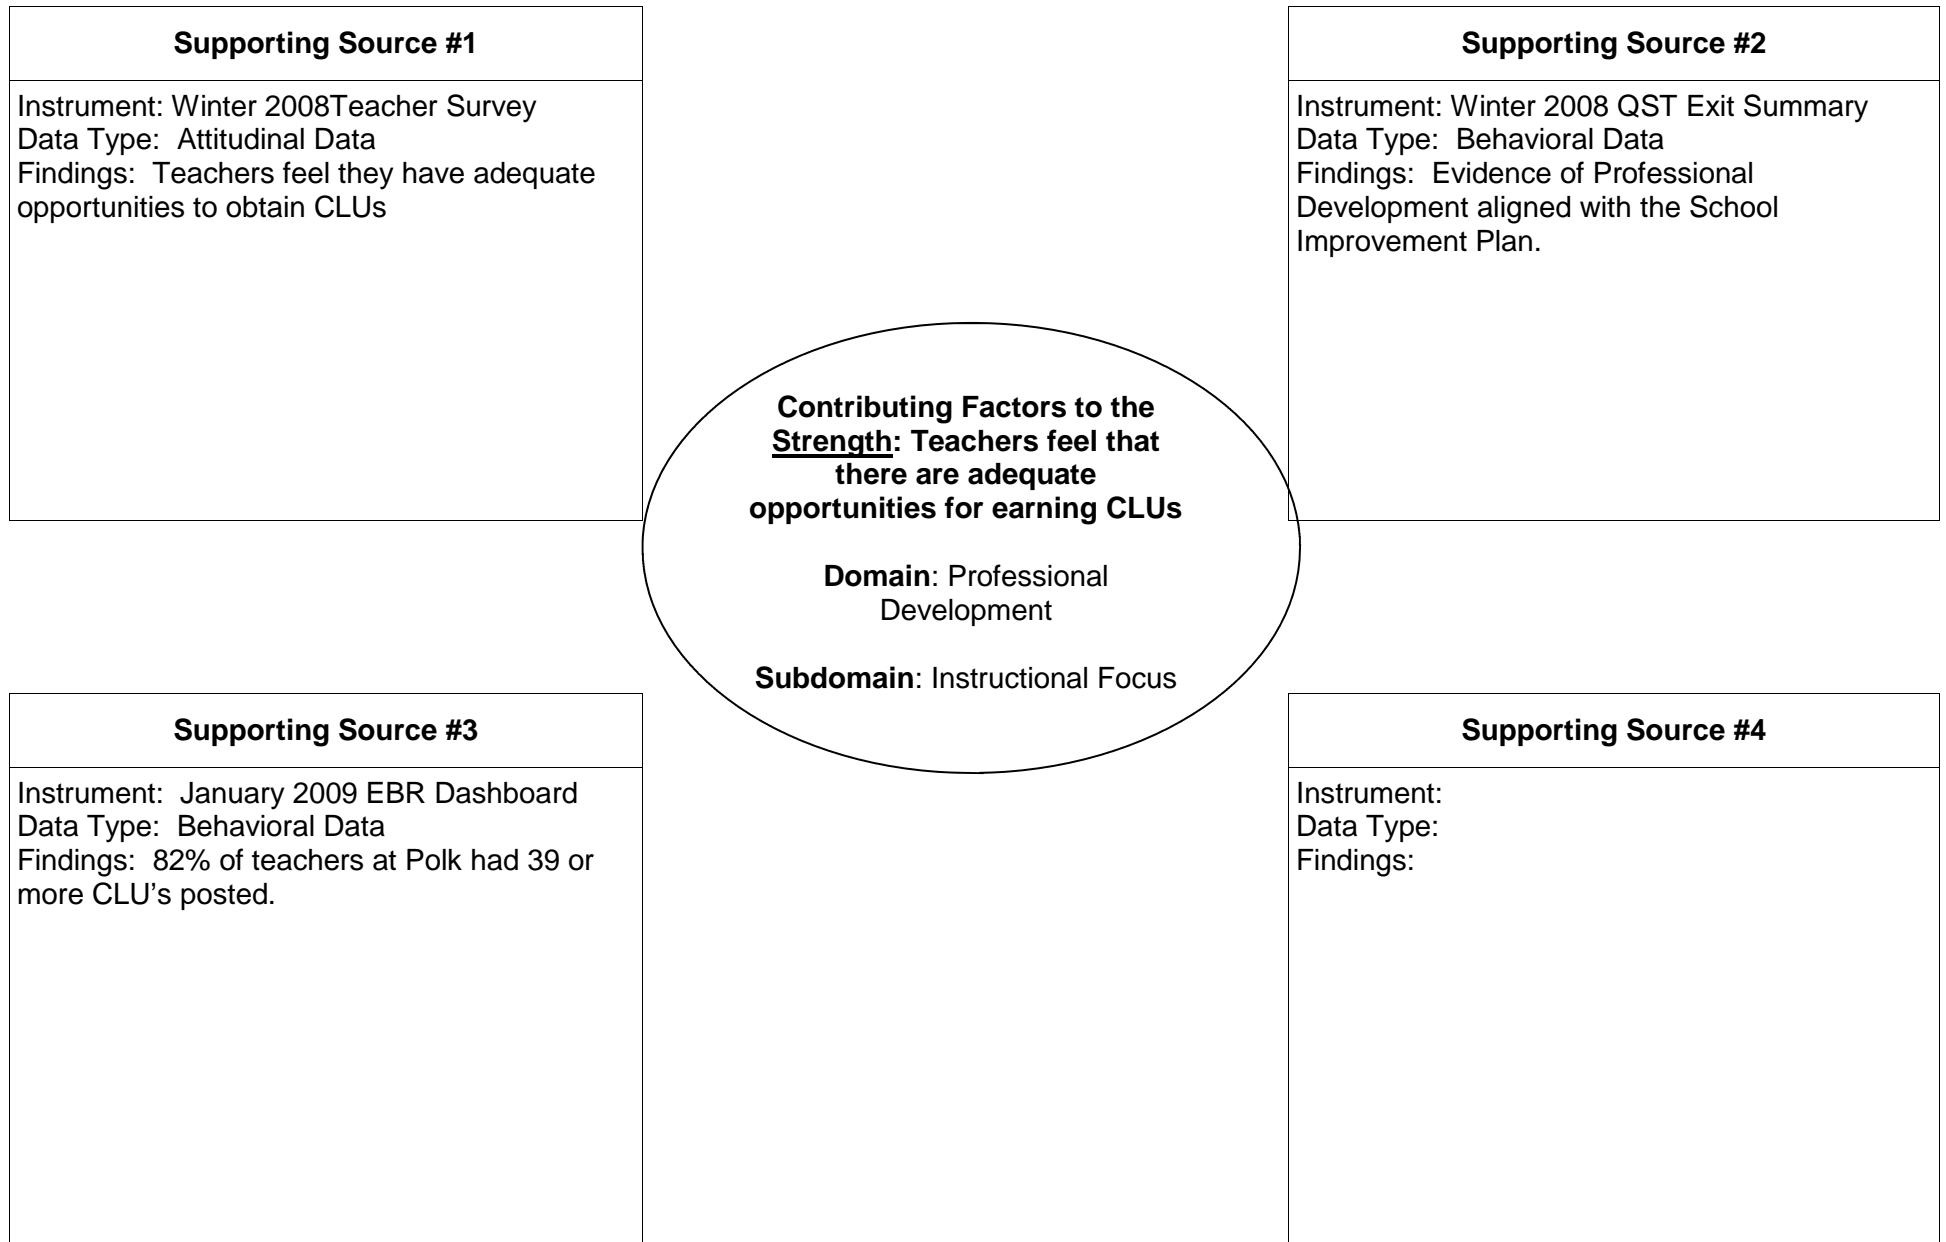 Supporting Source #1
Instrument: Winter 2008Teacher Survey
Data Type:  Attitudinal Data
Findings:  Teachers feel they have adequate
opportunities to obtain CLUs
Supporting Source #2
Instrument: Winter 2008 QST Exit Summary
Data Type:  Behavioral Data
Findings:  Evidence of Professional
Development aligned with the School
Improvement Plan.
Contributing Factors to the
Strength: Teachers feel that
there are adequate
opportunities for earning CLUs
Domain: Professional
Development
Subdomain: Instructional Focus
Supporting Source #3
Instrument:  January 2009 EBR Dashboard
Data Type:  Behavioral Data
Findings:  82% of teachers at Polk had 39 or
more CLU’s posted.
Supporting Source #4
Instrument:
Data Type:
Findings: